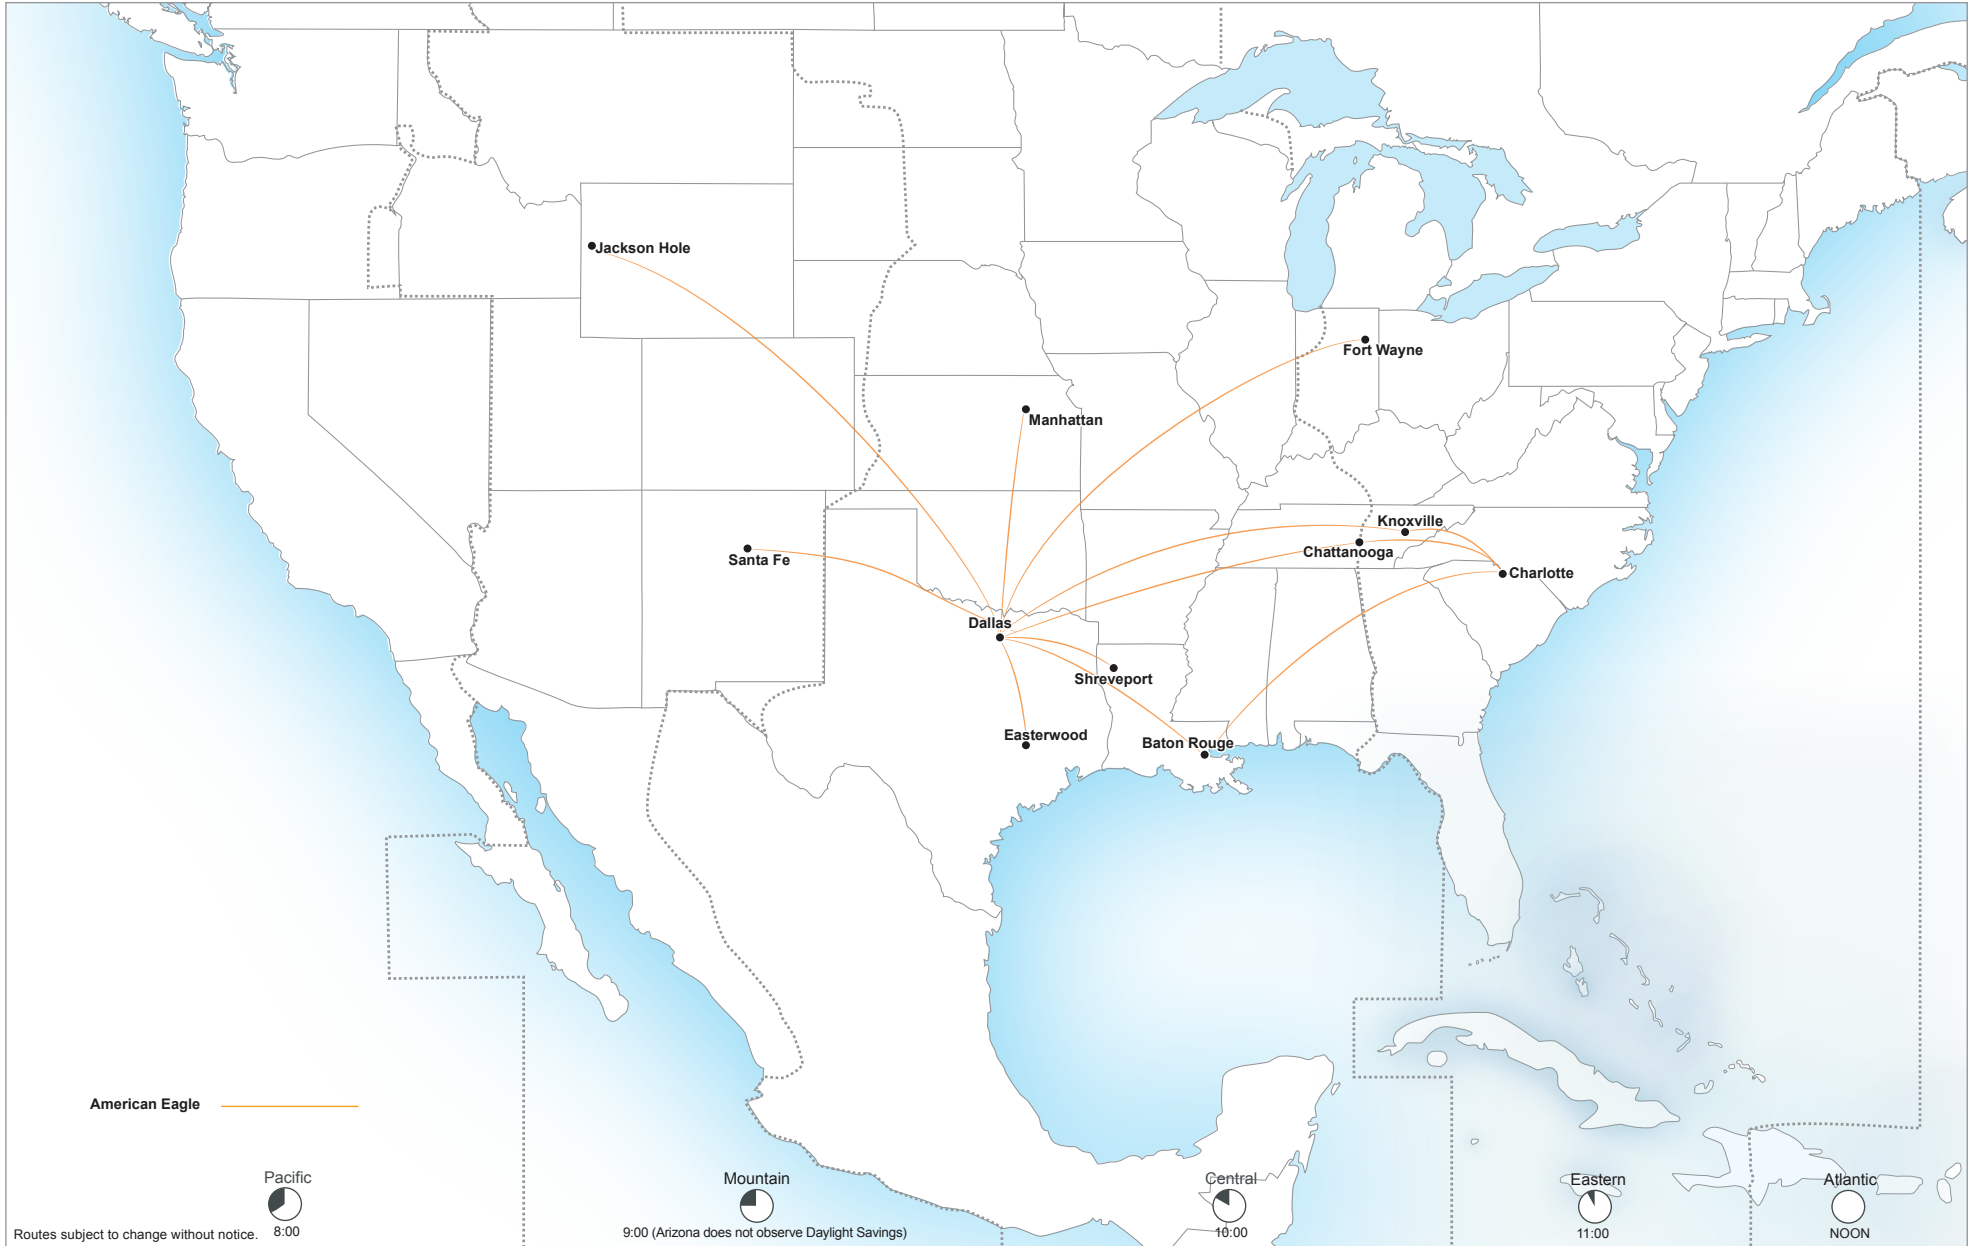 Jackson Hole
Fort Wayne
Manhattan
Knoxville
Chattanooga
Santa Fe
Charlotte
Dallas
Shreveport
Easterwood
Baton Rouge
American Eagle
Pacific
8:00
Mountain
9:00 (Arizona does not observe Daylight Savings)
Central
10:00
Eastern
11:00
Atlantic
NOON
Routes subject to change without notice.